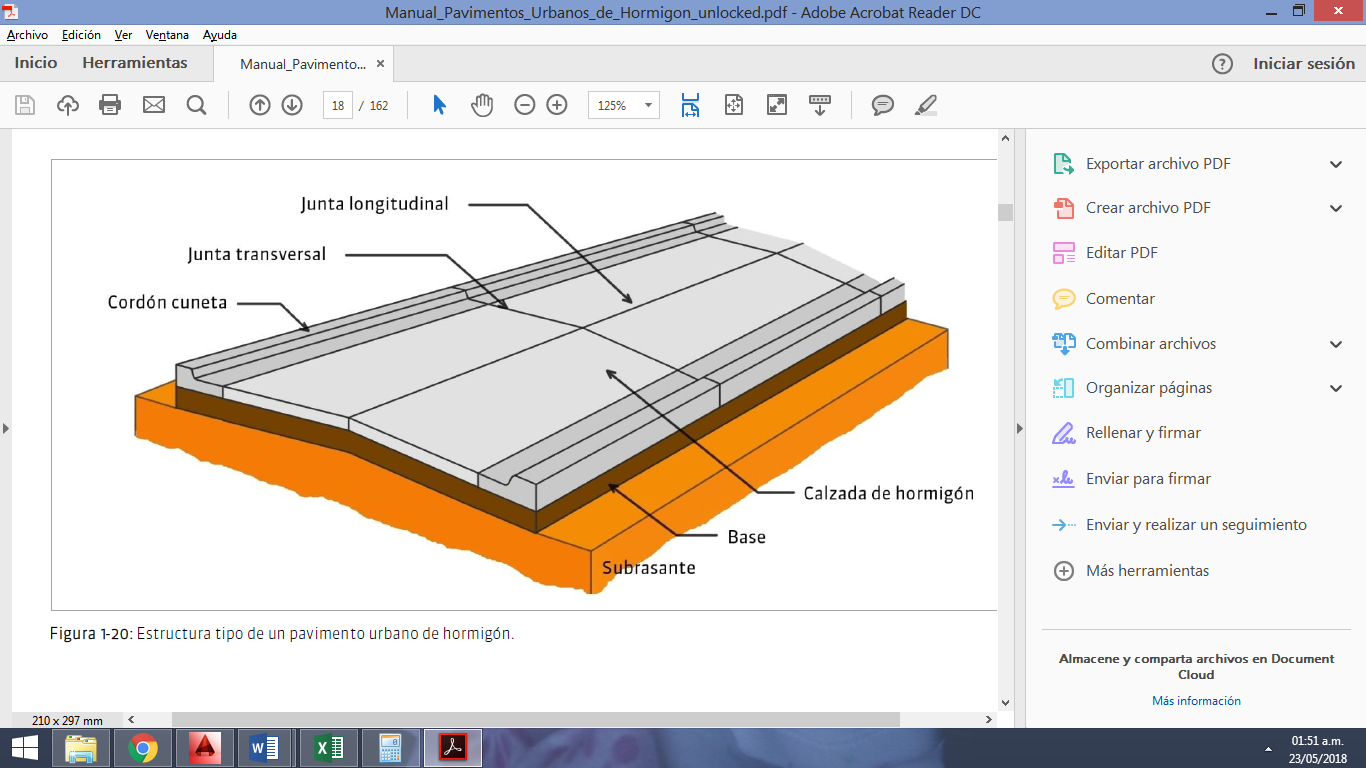 Manual_Pavimentos_Urbanos_de_Hormigon_unlocked.pdf - Adobe Acrobat Reader DC
Archivo Edición Ver Ventana Ayuda
Inicio Herramientas Manual_Pavimento... × Iniciar sesión
18 / 162 125%
Junta longitudinal
Junta transversal
Cordón cuneta
Calzada de hormigón
Base
Subrasante
Figura 1-20: Estructura tipo de un pavimento urbano de hormigón.
210 x 297 mm
Exportar archivo PDF
Crear archivo PDF
Editar PDF
Comentar
Combinar archivos
Organizar páginas
Rellenar y firmar
Enviar para firmar
Enviar y realizar un seguimiento
Más herramientas
Almacene y comparta archivos en Document
Cloud
Más información
01:51 a.m.
23/05/2018